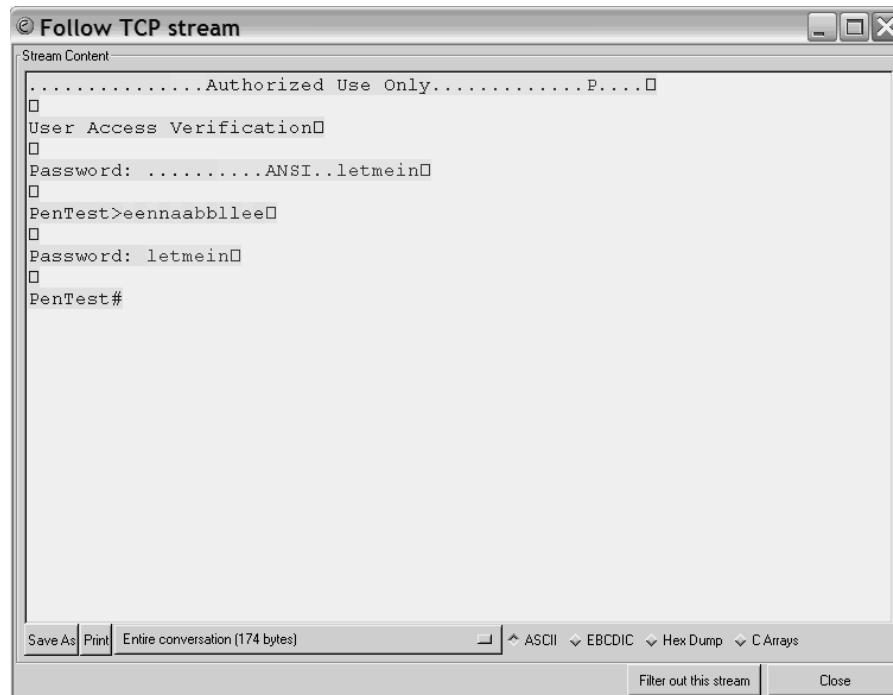 Follow TCP stream
Stream Content
...............Authorized Use Only.............P....□
□
User Access Verification□
□
Password: ..........ANSI..letmein□
□
PenTest>eennaabbllee□
□
Password: letmein□
□
PenTest#
Save As Print Entire conversation (174 bytes) ASCII EBCDIC Hex Dump C Arrays
Filter out this stream Close